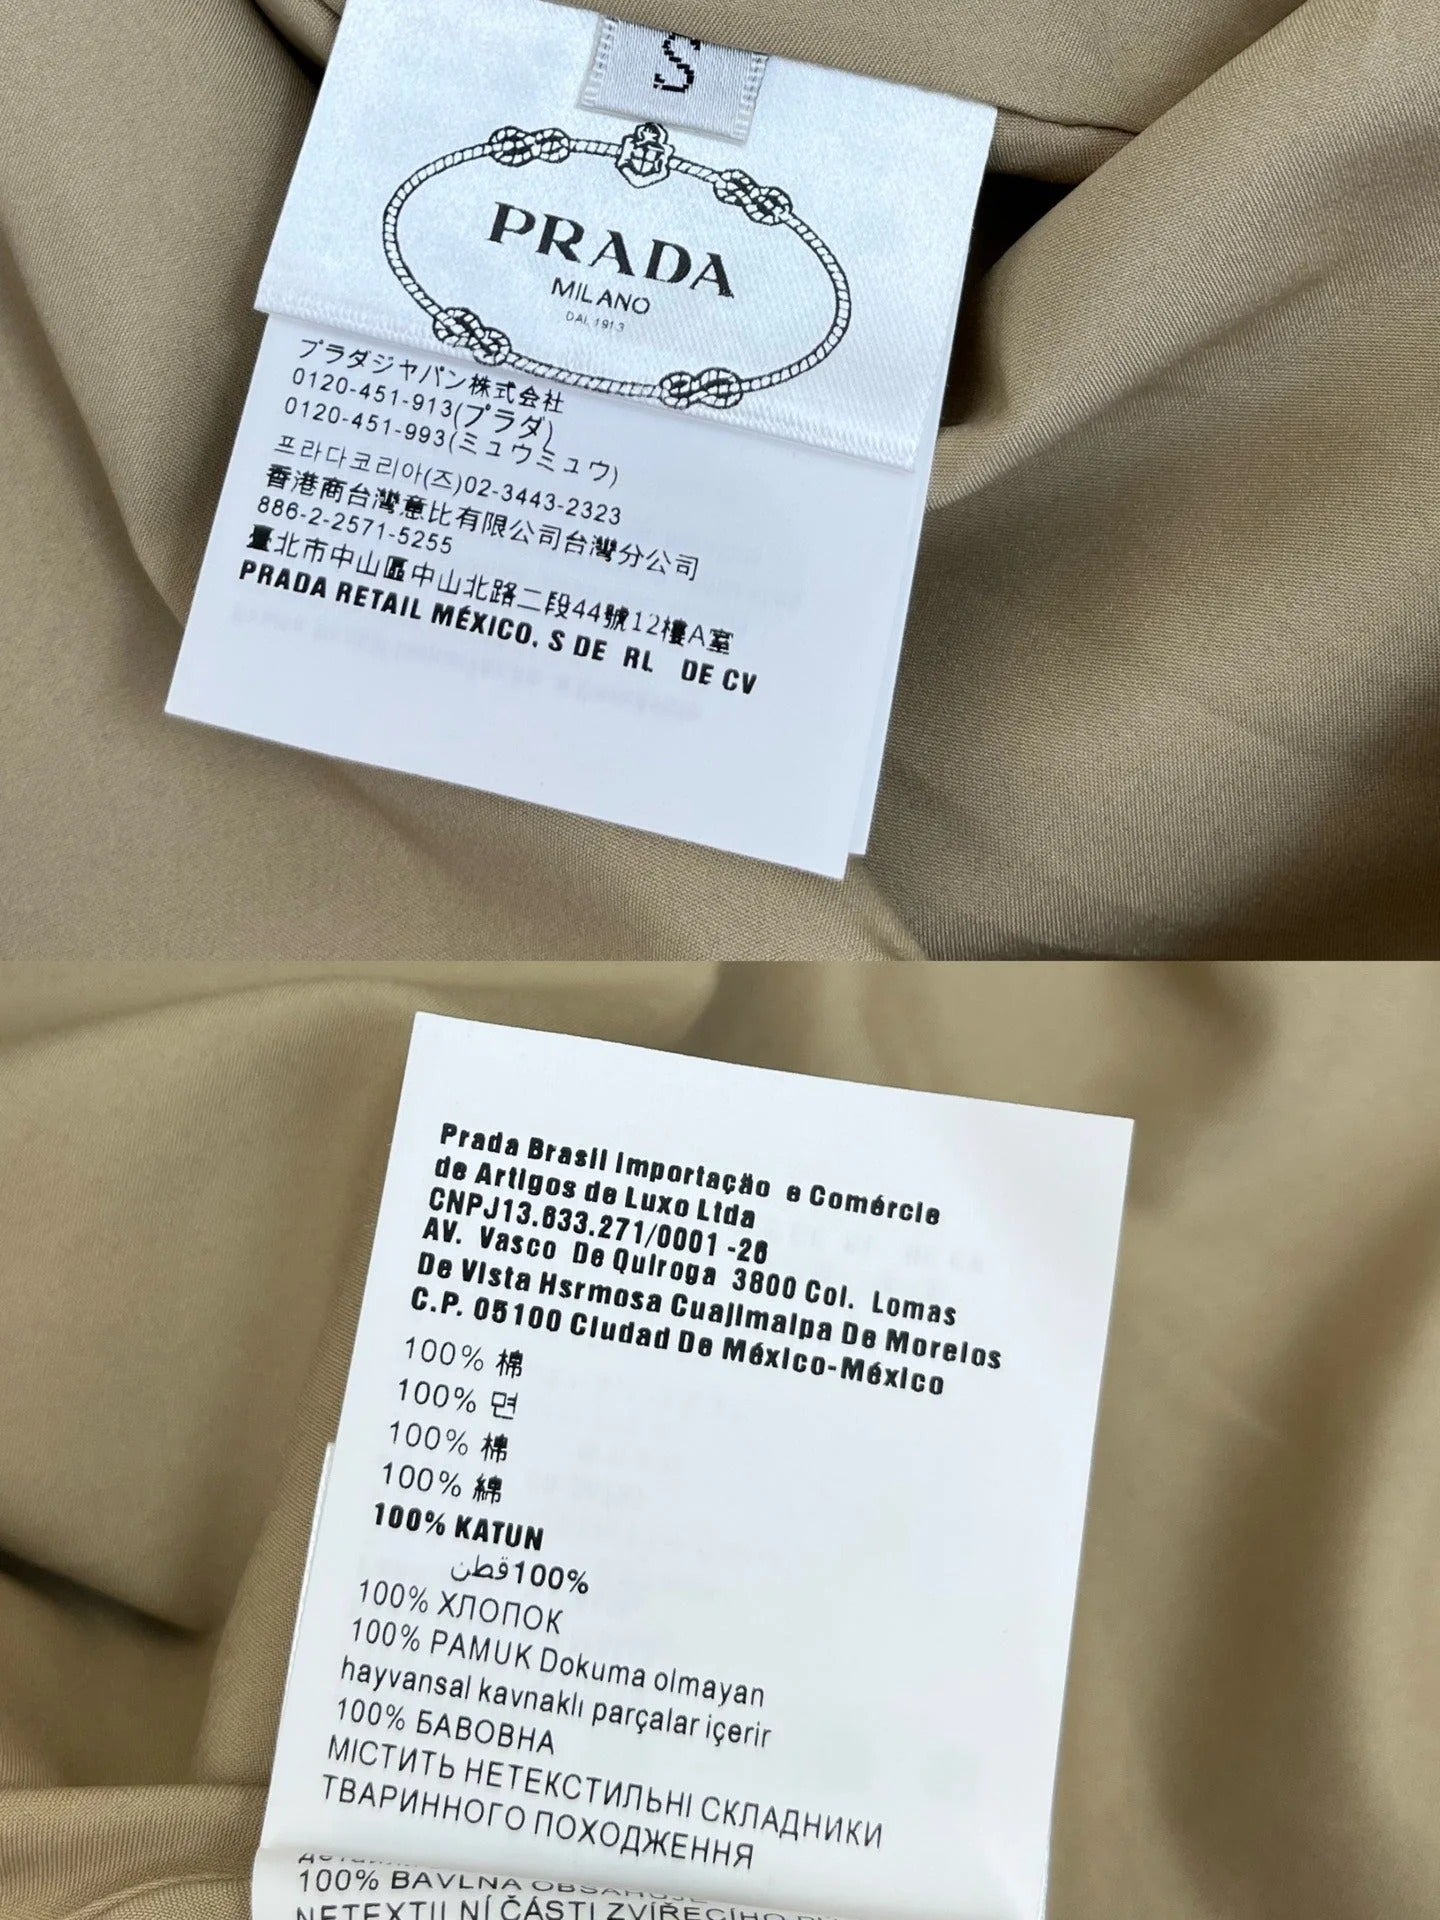 S
PRADA
MILANO
DAL 1913
プラダジャパン株式会社
0120-451-913(プラダ)
0120-451-993(ミュウミュウ)
프라다코리아(즈)02-3443-2323
香港商台灣意比有限公司台灣分公司
886-2-2571-5255
臺北市中山區中山北路二段44號12樓A室
PRADA RETAIL MÉXICO. S DE RL DE CV
Prada Brasil Importação e Comércie
de Artigos de Luxo Ltda
CNPJ13.633.271/0001 -26
AV. Vasco De Quiroga 3800 Col. Lomas
De Vista Hsrmosa Cuajimalpa De Morelos
C.P. 05100 Ciudad De México-México
100% 棉
100% 면
100% 棉
100% 綿
100% KATUN
100%قطن
100% ХЛОПОК
100% PAMUK Dokuma olmayan
hayvansal kavnaklı parçalar içerir
100% БАВОВНА
МІСТИТЬ НЕТЕКСТИЛЬНІ СКЛАДНИКИ
ТВАРИННОГО ПОХОДЖЕННЯ
100% BAVLNA OBSAHUJE
NETEXTILNÍ ČÁSTI ZVÍŘECÍHO